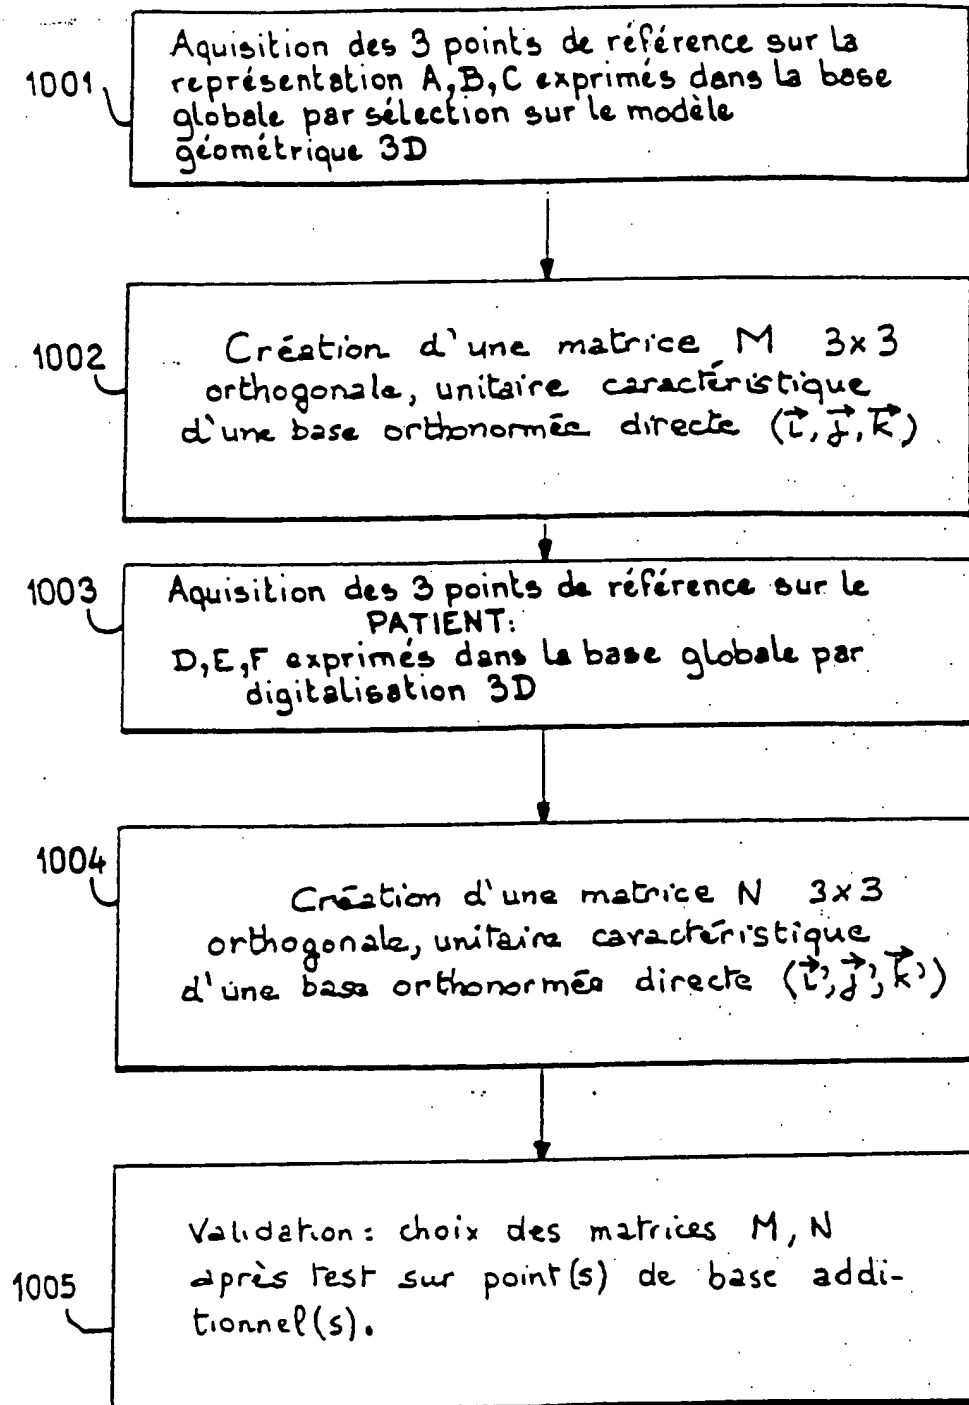 1001
Aquisition des 3 points de référence sur la
représentation A,B,C exprimés dans la base
globale par sélection sur le modèle
géométrique 3D
1002
Création d'une matrice M 3x3
orthogonale, unitaire caractéristique
d'une base orthonormée directe (i⃗, j⃗, k⃗)
1003
Aquisition des 3 points de référence sur le
PATIENT:
D,E,F exprimés dans la base globale par
digitalisation 3D
1004
Création d'une matrice N 3x3
orthogonale, unitaire caractéristique
d'une base orthonormée directe (i⃗', j⃗', k⃗')
1005
Validation: choix des matrices M, N
après test sur point(s) de base addi-
tionnel(s).